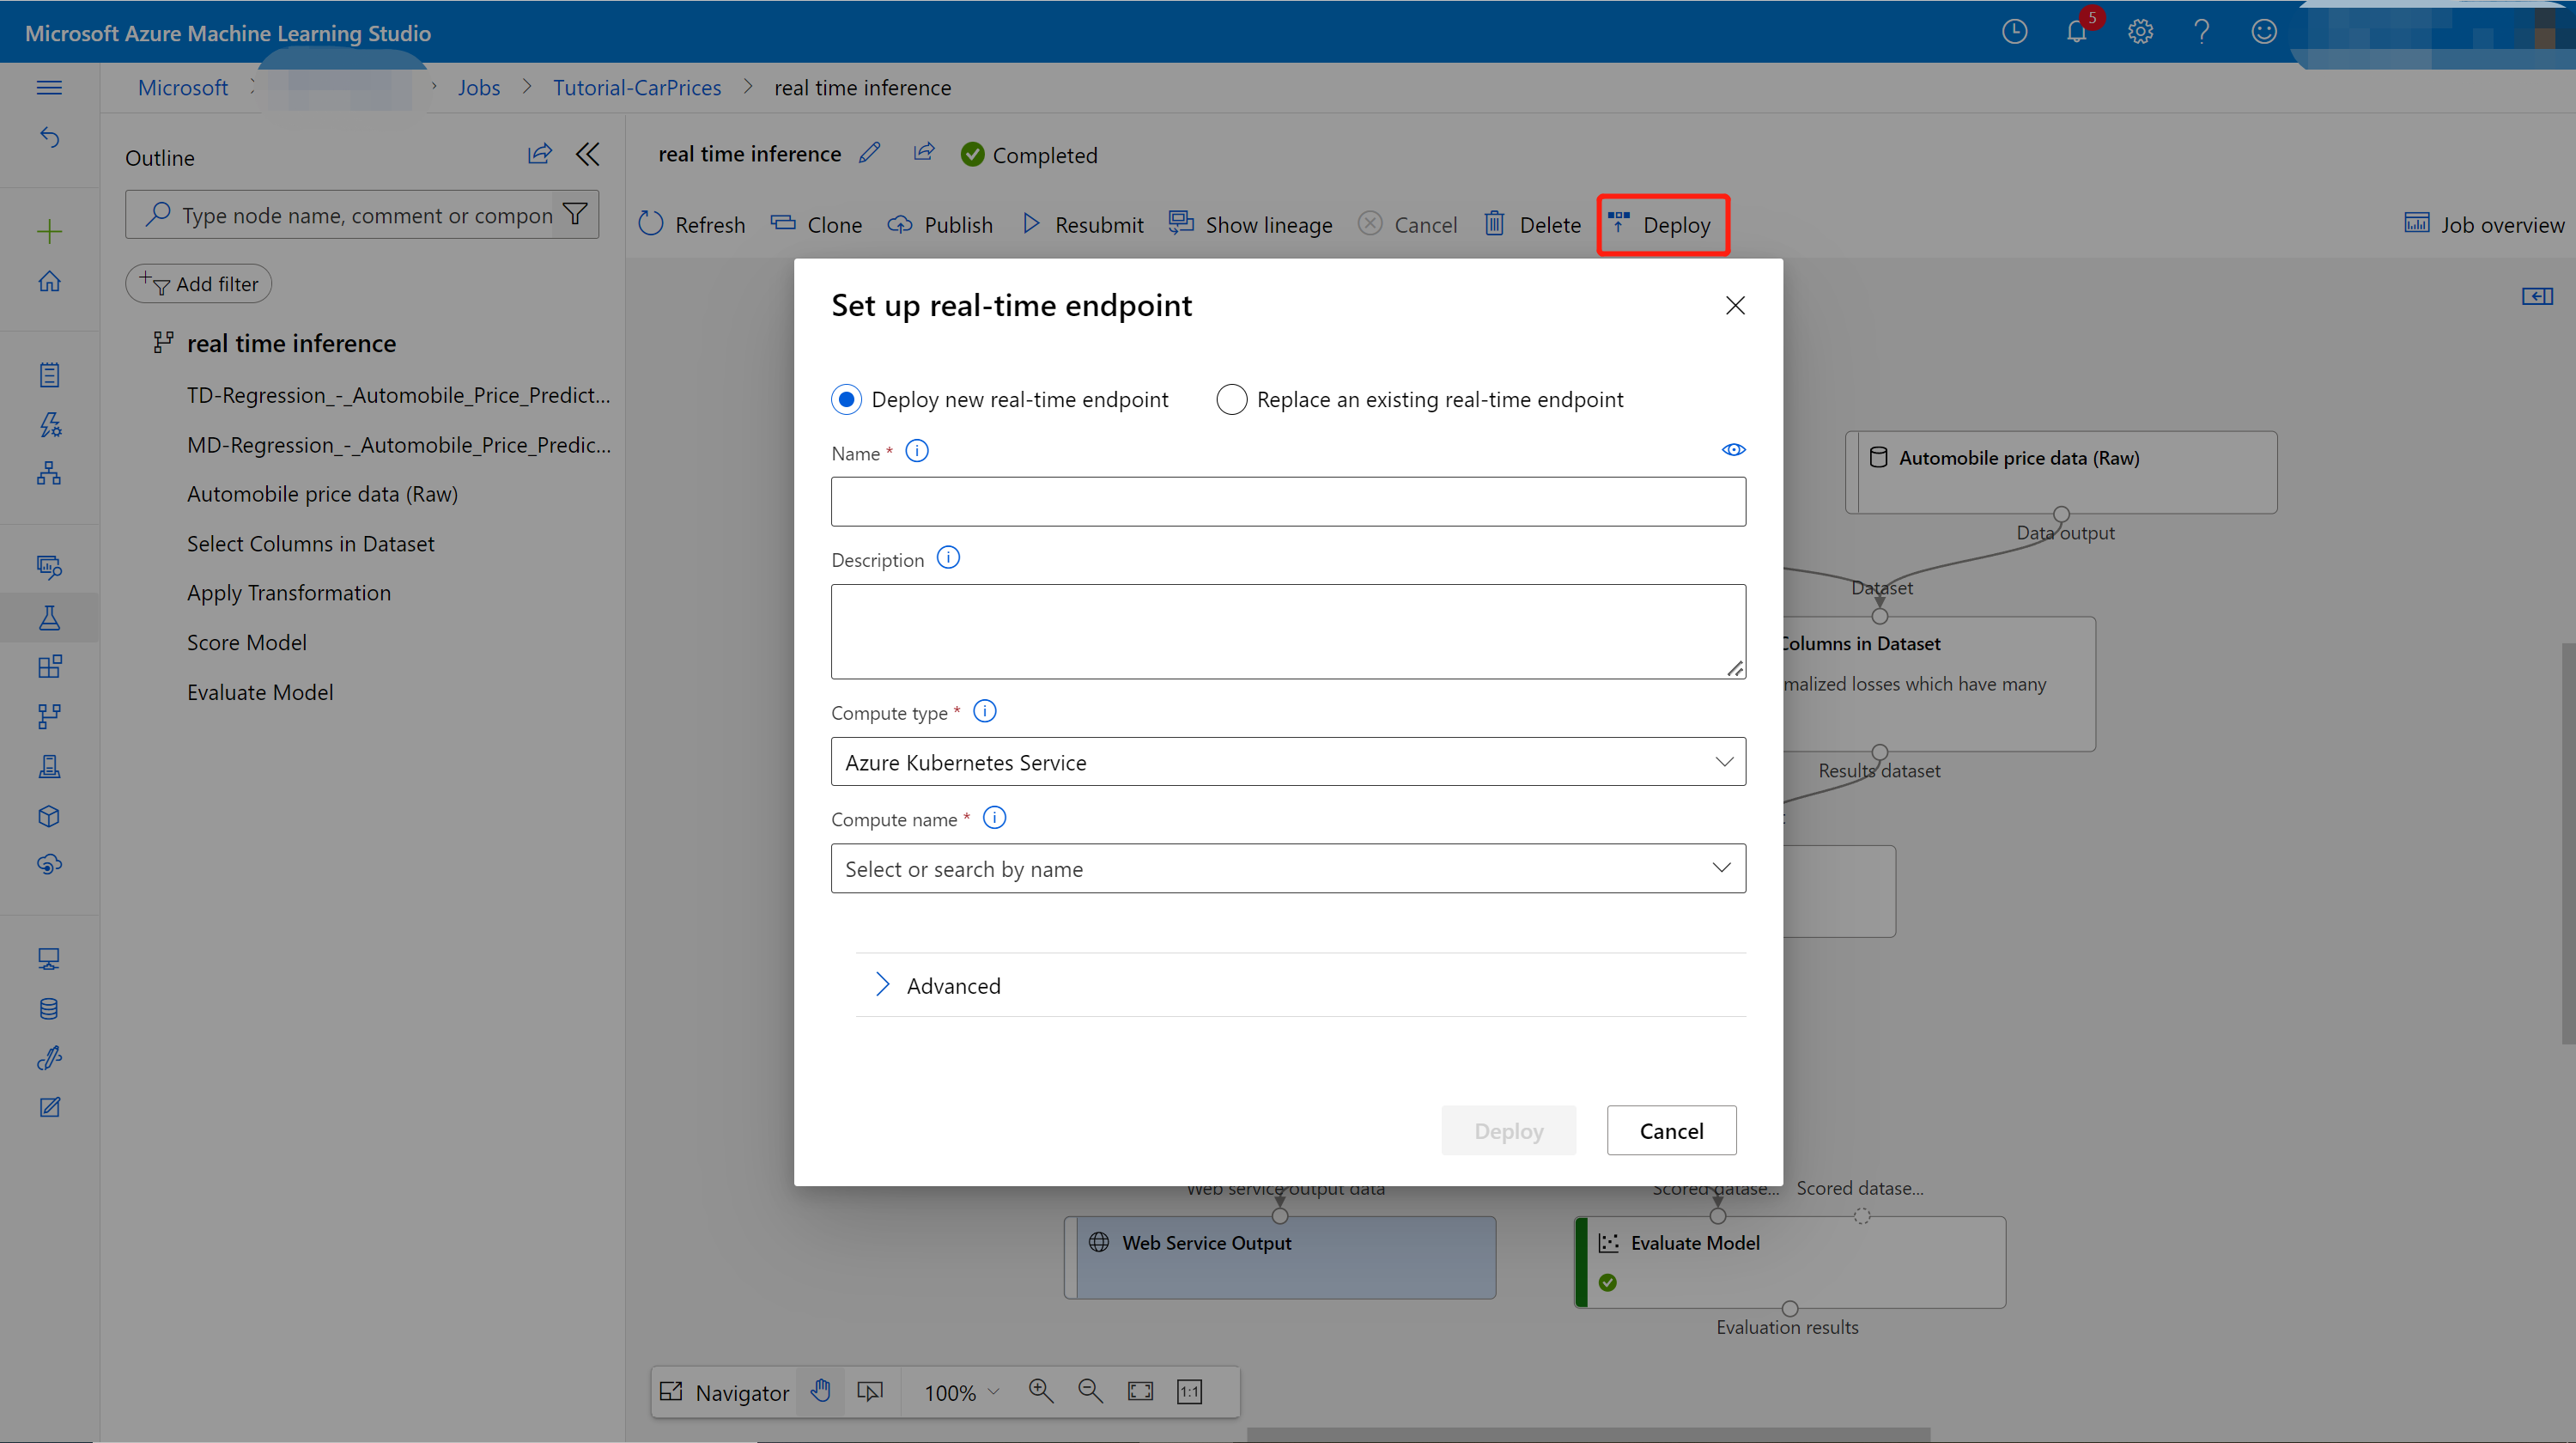 Microsoft Azure Machine Learning Studio
5
Microsoft
Jobs
Tutorial-CarPrices
real time inference
Outline
Type node name, comment or compon
Add filter
real time inference
TD-Regression_-_Automobile_Price_Predict...
MD-Regression_-_Automobile_Price_Predic...
Automobile price data (Raw)
Select Columns in Dataset
Apply Transformation
Score Model
Evaluate Model
real time inference
Completed
Refresh
Clone
Publish
Resubmit
Show lineage
Cancel
Delete
Deploy
Job overview
Set up real-time endpoint
Deploy new real-time endpoint
Replace an existing real-time endpoint
Name *
Description
Compute type *
Azure Kubernetes Service
Compute name *
Select or search by name
Advanced
Deploy
Cancel
Automobile price data (Raw)
Data output
Dataset
Columns in Dataset
malized losses which have many
Results dataset
Web service output data
Web Service Output
Scored datase...
Scored datase...
Evaluate Model
Evaluation results
Navigator
100%
1:1